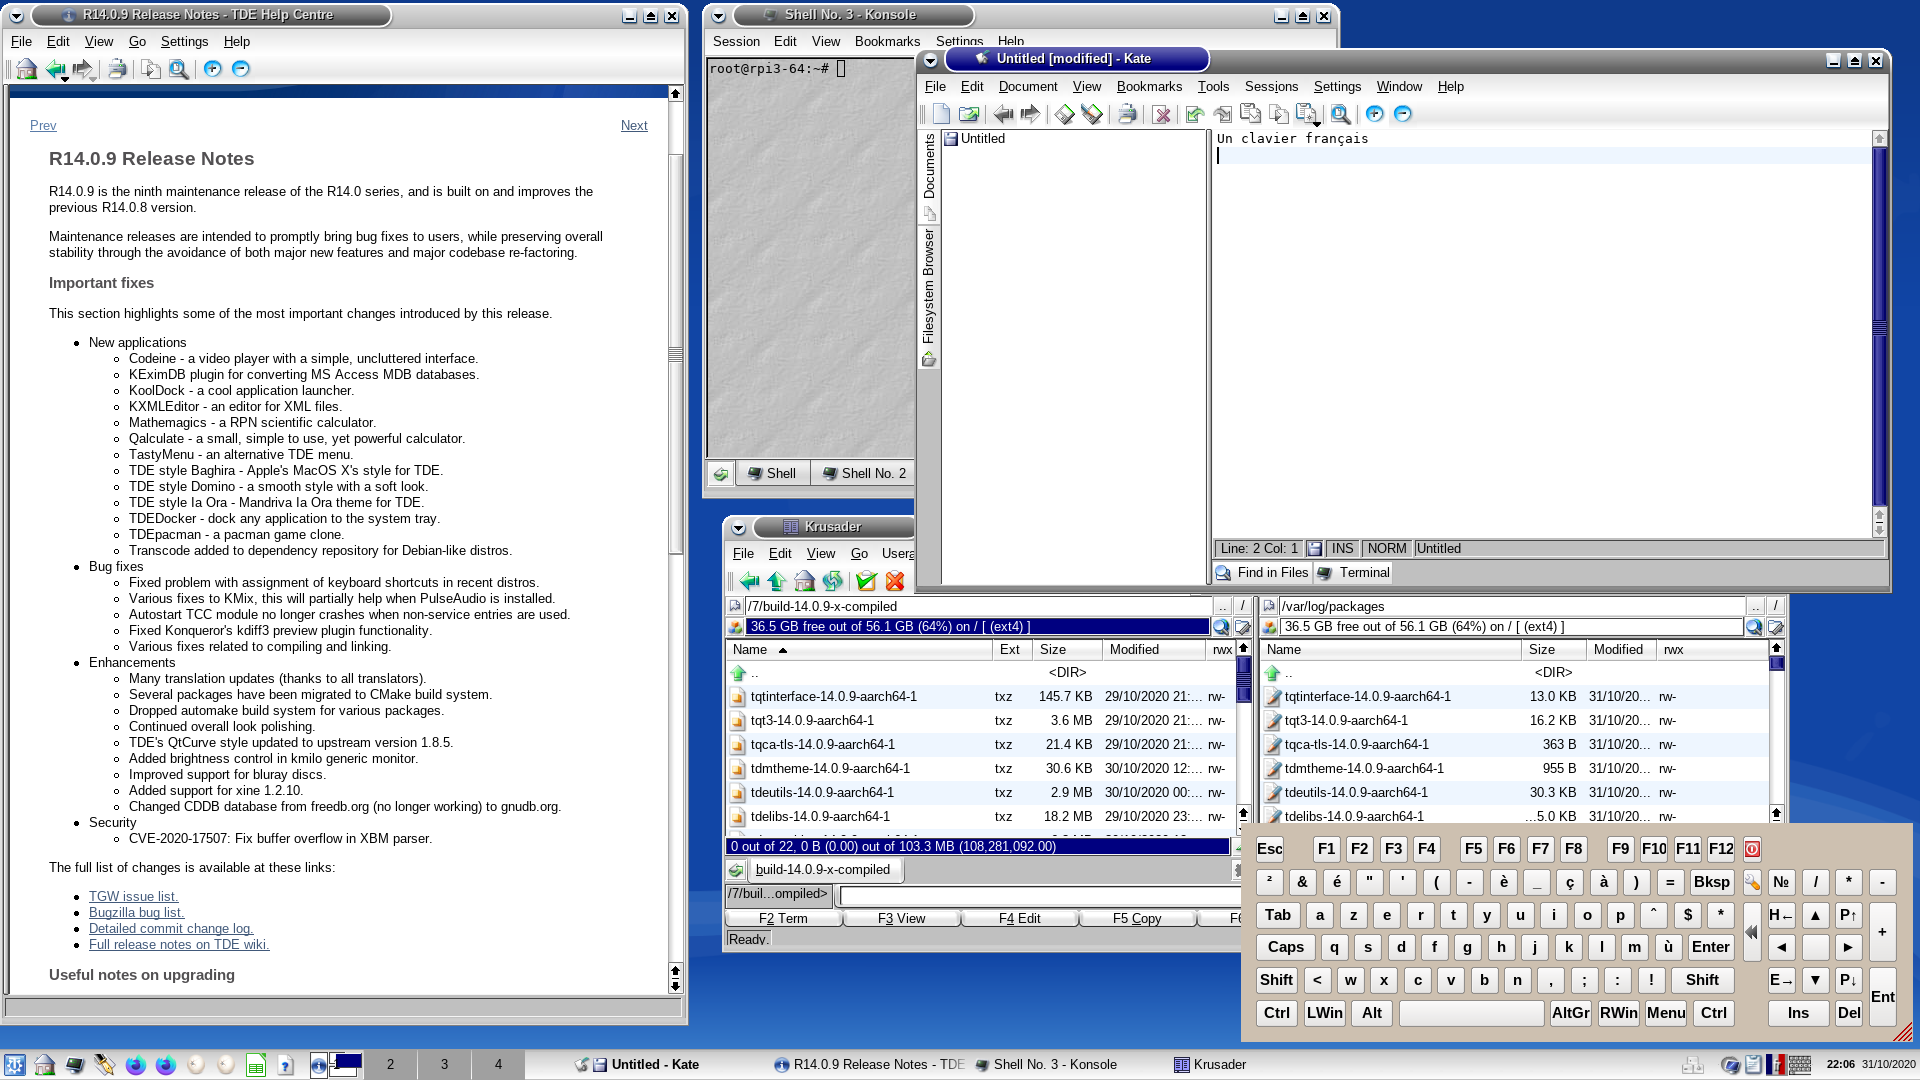 R14.0.9 Release Notes - TDE Help Centre
File Edit View Go Settings Help
Prev Next
R14.0.9 Release Notes
R14.0.9 is the ninth maintenance release of the R14.0 series, and is built on and improves the
previous R14.0.8 version.
Maintenance releases are intended to promptly bring bug fixes to users, while preserving overall
stability through the avoidance of both major new features and major codebase re-factoring.
Important fixes
This section highlights some of the most important changes introduced by this release.
New applications
Codeine - a video player with a simple, uncluttered interface.
KEximDB plugin for converting MS Access MDB databases.
KoolDock - a cool application launcher.
KXMLEditor - an editor for XML files.
Mathemagics - a RPN scientific calculator.
Qalculate - a small, simple to use, yet powerful calculator.
TastyMenu - an alternative TDE menu.
TDE style Baghira - Apple's MacOS X's style for TDE.
TDE style Domino - a smooth style with a soft look.
TDE style Ia Ora - Mandriva Ia Ora theme for TDE.
TDEDocker - dock any application to the system tray.
TDEpacman - a pacman game clone.
Transcode added to dependency repository for Debian-like distros.
Bug fixes
Fixed problem with assignment of keyboard shortcuts in recent distros.
Various fixes to KMix, this will partially help when PulseAudio is installed.
Autostart TCC module no longer crashes when non-service entries are used.
Fixed Konqueror's kdiff3 preview plugin functionality.
Various fixes related to compiling and linking.
Enhancements
Many translation updates (thanks to all translators).
Several packages have been migrated to CMake build system.
Dropped automake build system for various packages.
Continued overall look polishing.
TDE's QtCurve style updated to upstream version 1.8.5.
Added brightness control in kmilo generic monitor.
Improved support for bluray discs.
Added support for xine 1.2.10.
Changed CDDB database from freedb.org (no longer working) to gnudb.org.
Security
CVE-2020-17507: Fix buffer overflow in XBM parser.
The full list of changes is available at these links:
TGW issue list.
Bugzilla bug list.
Detailed commit change log.
Full release notes on TDE wiki.
Useful notes on upgrading
Shell No. 3 - Konsole
Session Edit View Bookmarks Settings Help
root@rpi3-64:~#
Shell Shell No. 2
Untitled [modified] - Kate
File Edit Document View Bookmarks Tools Sessions Settings Window Help
Documents
Filesystem Browser
Untitled
Un clavier français
Line: 2 Col: 1 INS NORM Untitled
Find in Files Terminal
Krusader
File Edit View Go Usera
/7/build-14.0.9-x-compiled .. /
36.5 GB free out of 56.1 GB (64%) on / [ (ext4) ]
Name Ext Size Modified rwx
.. <DIR>
tqtinterface-14.0.9-aarch64-1 txz 145.7 KB 29/10/2020 21:... rw-
tqt3-14.0.9-aarch64-1 txz 3.6 MB 29/10/2020 21:... rw-
tqca-tls-14.0.9-aarch64-1 txz 21.4 KB 29/10/2020 21:... rw-
tdmtheme-14.0.9-aarch64-1 txz 30.6 KB 30/10/2020 12:... rw-
tdeutils-14.0.9-aarch64-1 txz 2.9 MB 30/10/2020 00:... rw-
tdelibs-14.0.9-aarch64-1 txz 18.2 MB 29/10/2020 23:... rw-
0 out of 22, 0 B (0.00) out of 103.3 MB (108,281,092.00)
build-14.0.9-x-compiled
/7/buil...ompiled>
F2 Term F3 View F4 Edit F5 Copy F6
Ready.
/var/log/packages .. /
36.5 GB free out of 56.1 GB (64%) on / [ (ext4) ]
Name Size Modified rwx
.. <DIR>
tqtinterface-14.0.9-aarch64-1 13.0 KB 31/10/20... rw-
tqt3-14.0.9-aarch64-1 16.2 KB 31/10/20... rw-
tqca-tls-14.0.9-aarch64-1 363 B 31/10/20... rw-
tdmtheme-14.0.9-aarch64-1 955 B 31/10/20... rw-
tdeutils-14.0.9-aarch64-1 30.3 KB 31/10/20... rw-
tdelibs-14.0.9-aarch64-1 ...5.0 KB 31/10/20... rw-
Esc F1 F2 F3 F4 F5 F6 F7 F8 F9 F10 F11 F12
² & é " ' ( - è _ ç à ) = Bksp № / * -
Tab a z e r t y u i o p ^ $ * H← ▲ P↑ +
Caps q s d f g h j k l m ù Enter ◄ ►
Shift < w x c v b n , ; : ! Shift E→ ▼ P↓ Ent
Ctrl LWin Alt AltGr RWin Menu Ctrl Ins Del
2 3 4 Untitled - Kate R14.0.9 Release Notes - TDE Shell No. 3 - Konsole Krusader 22:06 31/10/2020